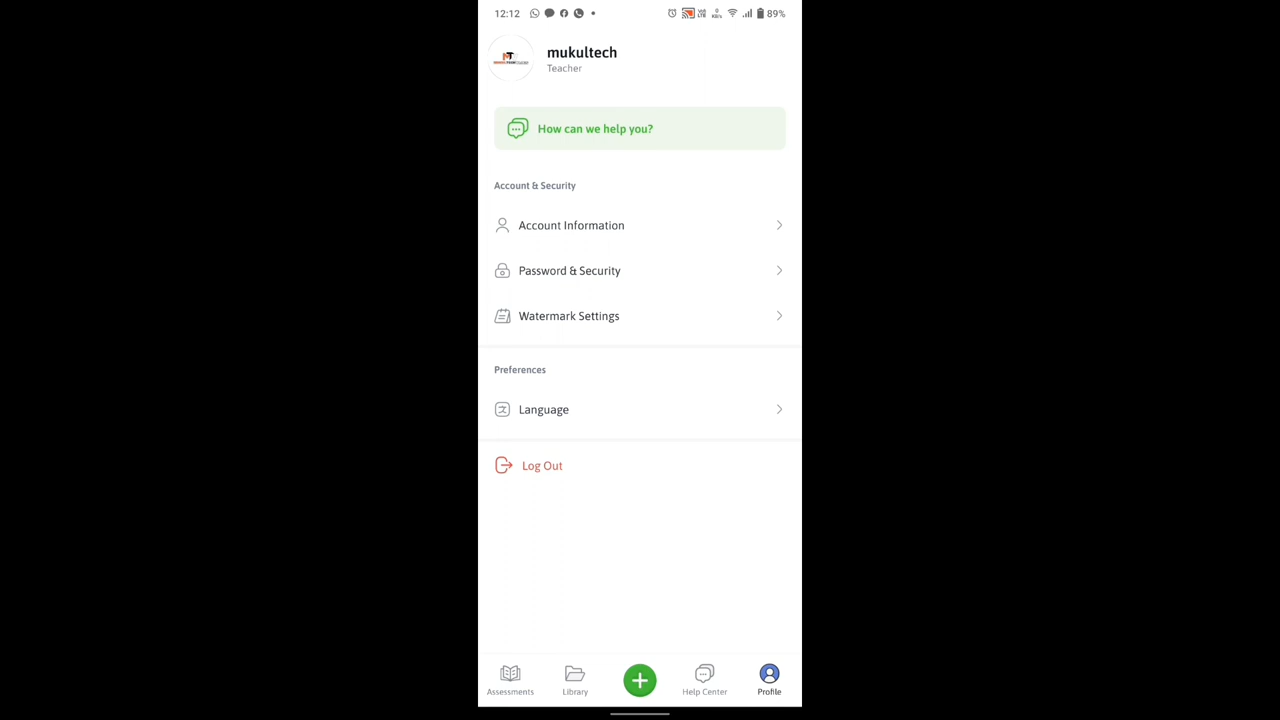 12:12
89%
mukultech
Teacher
How can we help you?
Account & Security
Account Information
Password & Security
Watermark Settings
Preferences
Language
Log Out
Assessments
Library
Help Center
Profile